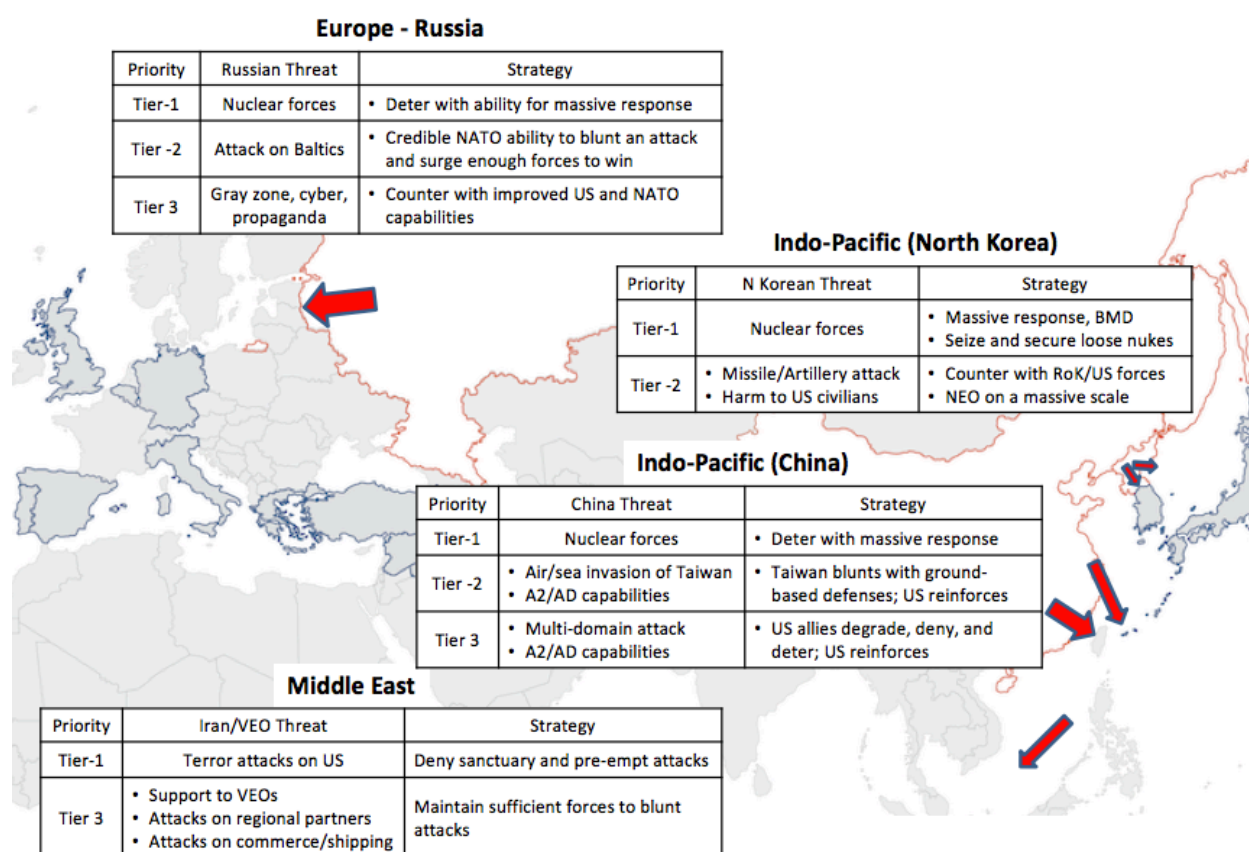 Europe - Russia
Priority Russian Threat Strategy
Tier-1 Nuclear forces • Deter with ability for massive response
Tier -2 Attack on Baltics • Credible NATO ability to blunt an attack
and surge enough forces to win
Tier 3 Gray zone, cyber, • Counter with improved US and NATO
propaganda capabilities
Indo-Pacific (North Korea)
Priority N Korean Threat Strategy
Tier-1 Nuclear forces • Massive response, BMD
• Seize and secure loose nukes
Tier -2 • Missile/Artillery attack • Counter with RoK/US forces
• Harm to US civilians • NEO on a massive scale
Indo-Pacific (China)
Priority China Threat Strategy
Tier-1 Nuclear forces • Deter with massive response
Tier -2 • Air/sea invasion of Taiwan • Taiwan blunts with ground-
• A2/AD capabilities based defenses; US reinforces
Tier 3 • Multi-domain attack • US allies degrade, deny, and
• A2/AD capabilities deter; US reinforces
Middle East
Priority Iran/VEO Threat Strategy
Tier-1 Terror attacks on US Deny sanctuary and pre-empt attacks
Tier 3 • Support to VEOs Maintain sufficient forces to blunt
• Attacks on regional partners attacks
• Attacks on commerce/shipping